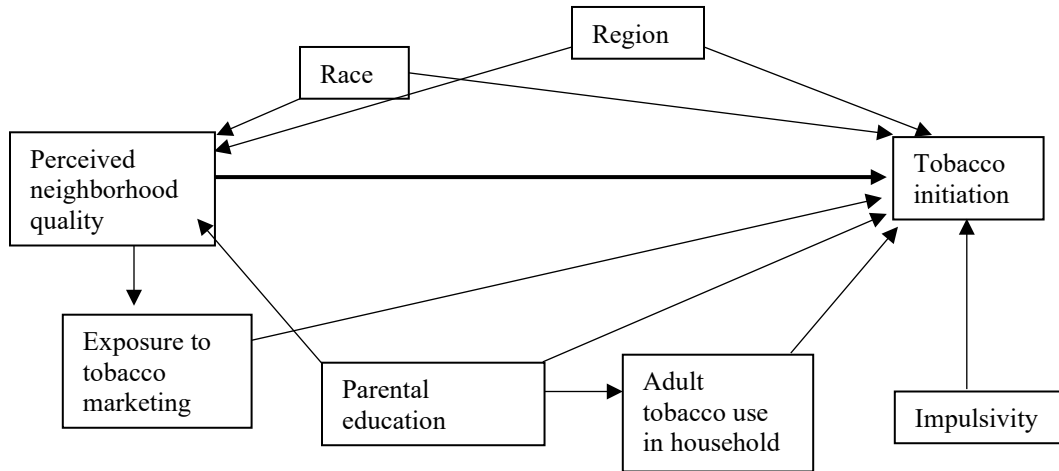 Region
Race
Perceived
neighborhood
quality
Tobacco
initiation
Exposure to
tobacco
marketing
Parental
education
Adult
tobacco use
in household
Impulsivity